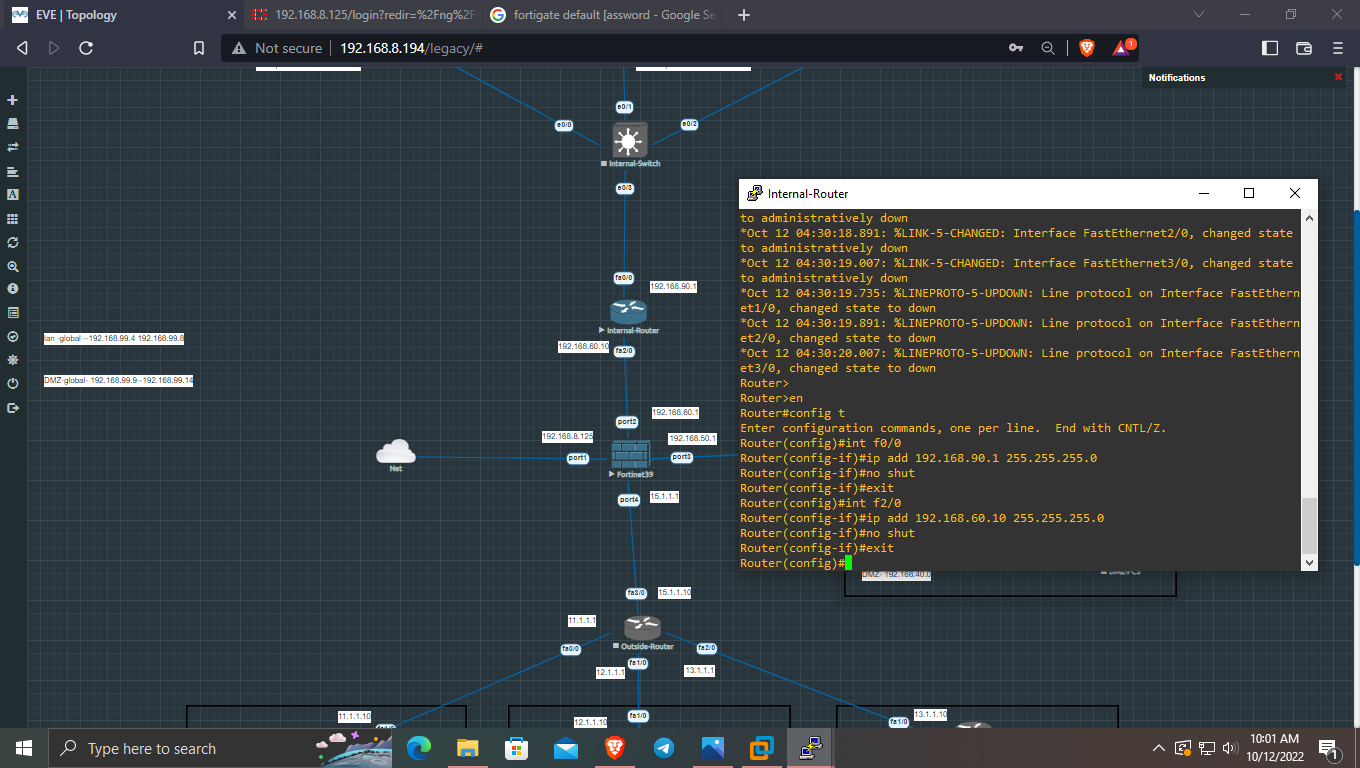 EVE | Topology
192.168.8.125/login?redir=%2Fng%2F
fortigate default [assword - Google Se
Not secure
192.168.8.194/legacy/#
1
Notifications
e0/1
e0/0
e0/2
Internal-Switch
e0/3
fa0/0
192.168.90.1
Internal-Router
192.168.60.10
fa2/0
lan -global --192.168.99.4 192.168.99.8
DMZ-global- 192.168.99.9--192.168.99.14
192.168.60.1
port2
192.168.8.125
192.168.50.1
Net
port1
port3
Fortinet39
port4
15.1.1.1
Internal-Router
to administratively down
*Oct 12 04:30:18.891: %LINK-5-CHANGED: Interface FastEthernet2/0, changed state
to administratively down
*Oct 12 04:30:19.007: %LINK-5-CHANGED: Interface FastEthernet3/0, changed state
to administratively down
*Oct 12 04:30:19.735: %LINEPROTO-5-UPDOWN: Line protocol on Interface FastEthern
et1/0, changed state to down
*Oct 12 04:30:19.891: %LINEPROTO-5-UPDOWN: Line protocol on Interface FastEthern
et2/0, changed state to down
*Oct 12 04:30:20.007: %LINEPROTO-5-UPDOWN: Line protocol on Interface FastEthern
et3/0, changed state to down
Router>
Router>en
Router#config t
Enter configuration commands, one per line.  End with CNTL/Z.
Router(config)#int f0/0
Router(config-if)#ip add 192.168.90.1 255.255.255.0
Router(config-if)#no shut
Router(config-if)#exit
Router(config)#int f2/0
Router(config-if)#ip add 192.168.60.10 255.255.255.0
Router(config-if)#no shut
Router(config-if)#exit
Router(config)#
DMZ- 192.168.40.0
DMZ-PCS
fa3/0
15.1.1.10
11.1.1.1
Outside-Router
fa0/0
fa2/0
fa1/0
12.1.1.1
13.1.1.1
11.1.1.10
12.1.1.10
fa1/0
13.1.1.10
fa1/0
Type here to search
10:01 AM
10/12/2022
1